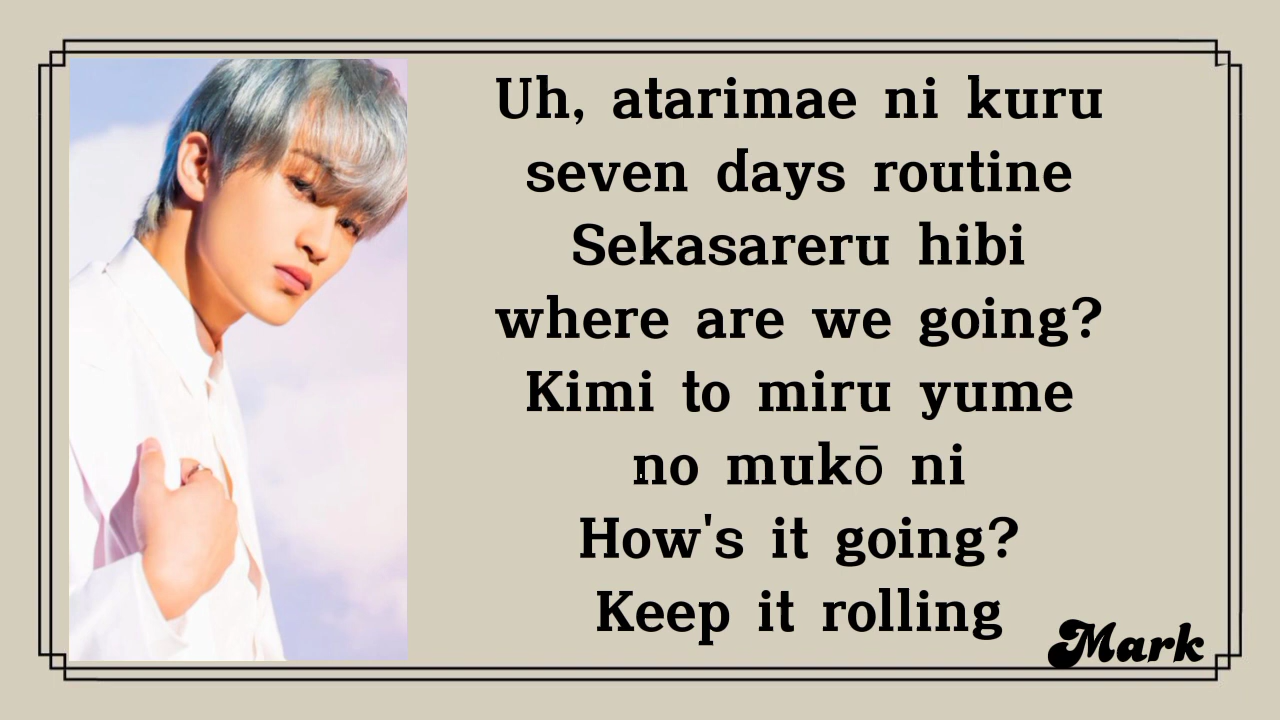 Uh, atarimae ni kuru
seven days routine
Sekasareru hibi
where are we going?
Kimi to miru yume
no mukō ni
How's it going?
Keep it rolling
Mark